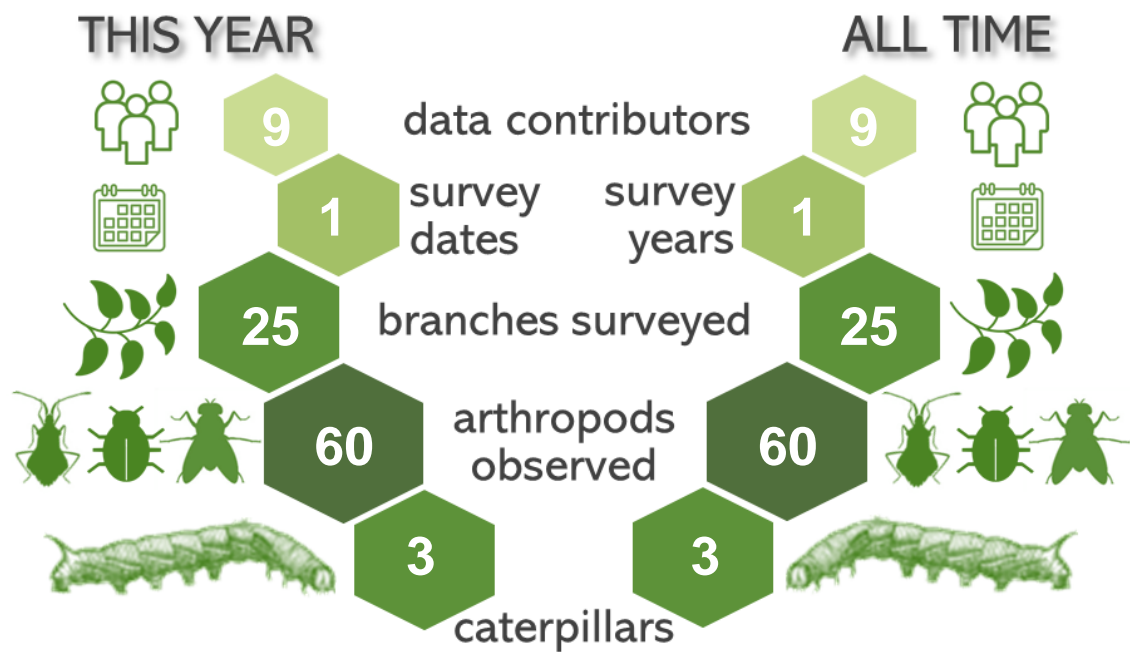 THIS YEAR
ALL TIME
9
data contributors
9
1
survey
dates
survey
years
1
25
branches surveyed
25
60
arthropods
observed
60
3
caterpillars
3